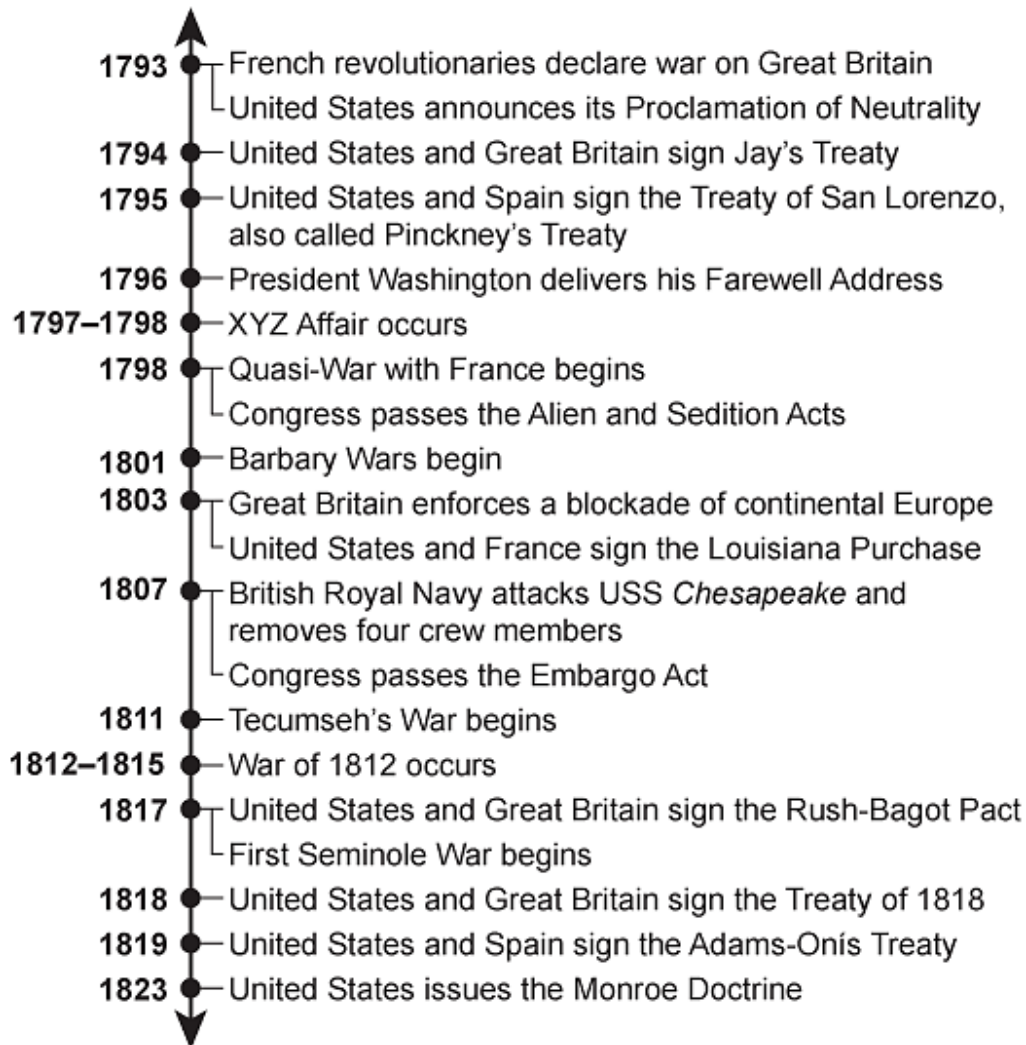 1793 French revolutionaries declare war on Great Britain
United States announces its Proclamation of Neutrality
1794 United States and Great Britain sign Jay’s Treaty
1795 United States and Spain sign the Treaty of San Lorenzo,
also called Pinckney’s Treaty
1796 President Washington delivers his Farewell Address
1797–1798 XYZ Affair occurs
1798 Quasi-War with France begins
Congress passes the Alien and Sedition Acts
1801 Barbary Wars begin
1803 Great Britain enforces a blockade of continental Europe
United States and France sign the Louisiana Purchase
1807 British Royal Navy attacks USS Chesapeake and
removes four crew members
Congress passes the Embargo Act
1811 Tecumseh’s War begins
1812–1815 War of 1812 occurs
1817 United States and Great Britain sign the Rush-Bagot Pact
First Seminole War begins
1818 United States and Great Britain sign the Treaty of 1818
1819 United States and Spain sign the Adams-Onís Treaty
1823 United States issues the Monroe Doctrine